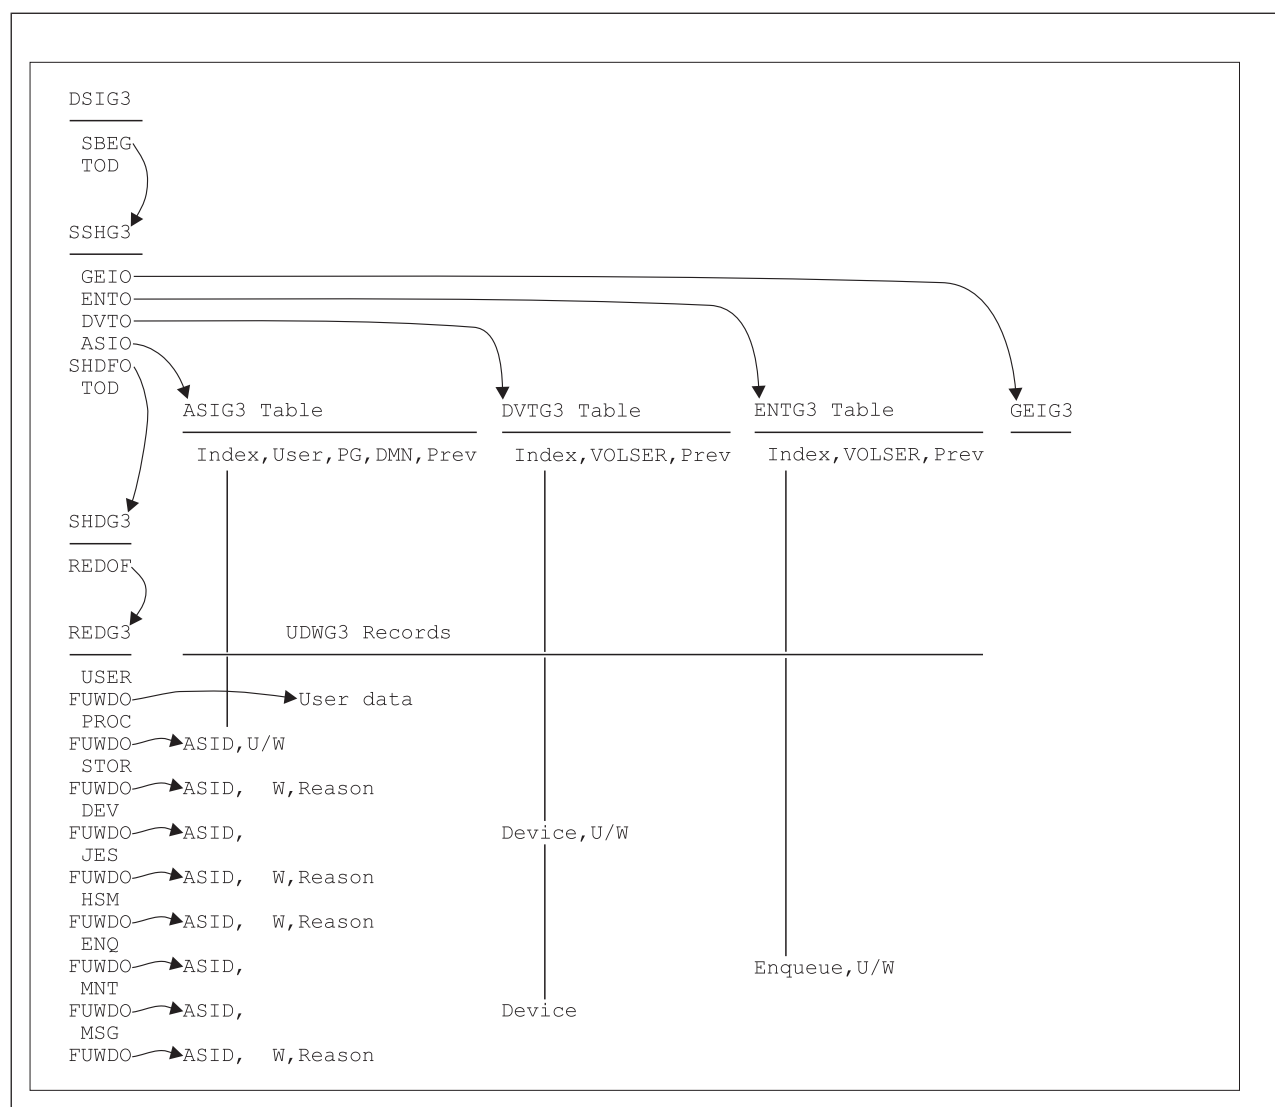 DSIG3
SBEG
TOD
SSHG3
GEIO
ENTO
DVTO
ASIO
SHDFO
TOD
ASIG3 Table DVTG3 Table ENTG3 Table GEIG3
Index,User,PG,DMN,Prev Index,VOLSER,Prev Index,VOLSER,Prev
SHDG3
REDOF
REDG3 UDWG3 Records
USER
FUWDO User data
PROC
FUWDO ASID,U/W
STOR
FUWDO ASID, W,Reason
DEV
FUWDO ASID, Device,U/W
JES
FUWDO ASID, W,Reason
HSM
FUWDO ASID, W,Reason
ENQ
FUWDO ASID, Enqueue,U/W
MNT
FUWDO ASID, Device
MSG
FUWDO ASID, W,Reason